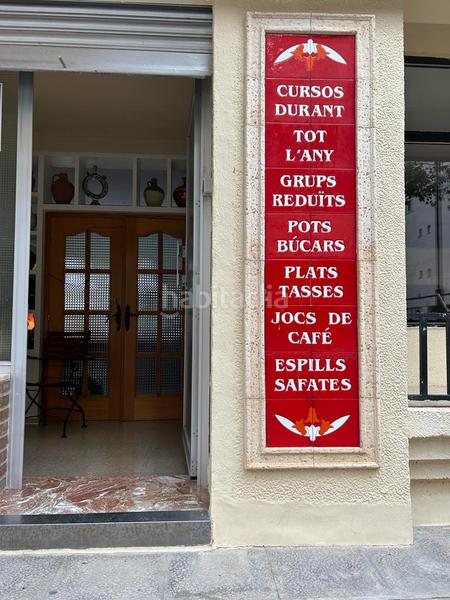 CURSOS
DURANT
TOT
L'ANY
GRUPS
REDUÏTS
POTS
BÚCARS
PLATS
TASSES
JOCS DE
CAFÉ
ESPILLS
SAFATES
habitaclia